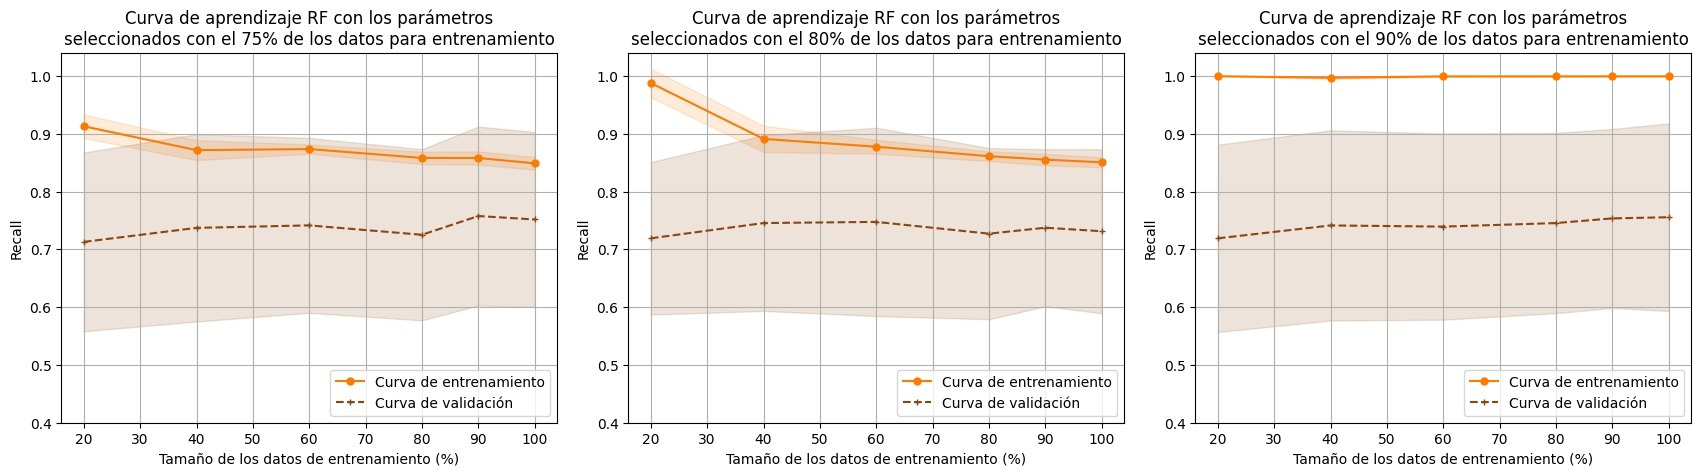 Curva de aprendizaje RF con los parámetros
seleccionados con el 75% de los datos para entrenamiento
1.0
0.9
0.8
0.7
0.6
0.5
0.4
Recall
20 30 40 50 60 70 80 90 100
Tamaño de los datos de entrenamiento (%)
Curva de entrenamiento
Curva de validación
Curva de aprendizaje RF con los parámetros
seleccionados con el 80% de los datos para entrenamiento
1.0
0.9
0.8
0.7
0.6
0.5
0.4
Recall
20 30 40 50 60 70 80 90 100
Tamaño de los datos de entrenamiento (%)
Curva de entrenamiento
Curva de validación
Curva de aprendizaje RF con los parámetros
seleccionados con el 90% de los datos para entrenamiento
1.0
0.9
0.8
0.7
0.6
0.5
0.4
Recall
20 30 40 50 60 70 80 90 100
Tamaño de los datos de entrenamiento (%)
Curva de entrenamiento
Curva de validación